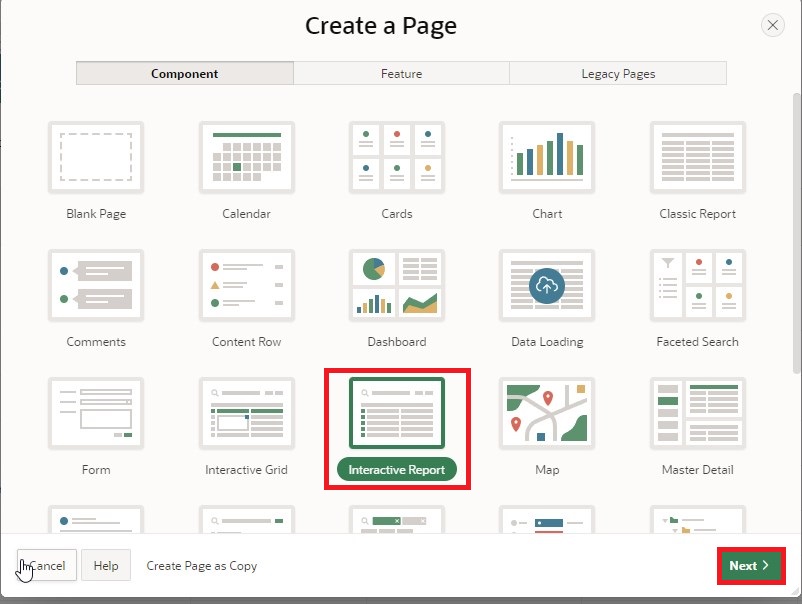 Create a Page
Component Feature Legacy Pages
Blank Page Calendar Cards Chart Classic Report
Comments Content Row Dashboard Data Loading Faceted Search
Form Interactive Grid Interactive Report Map Master Detail
Cancel Help Create Page as Copy Next